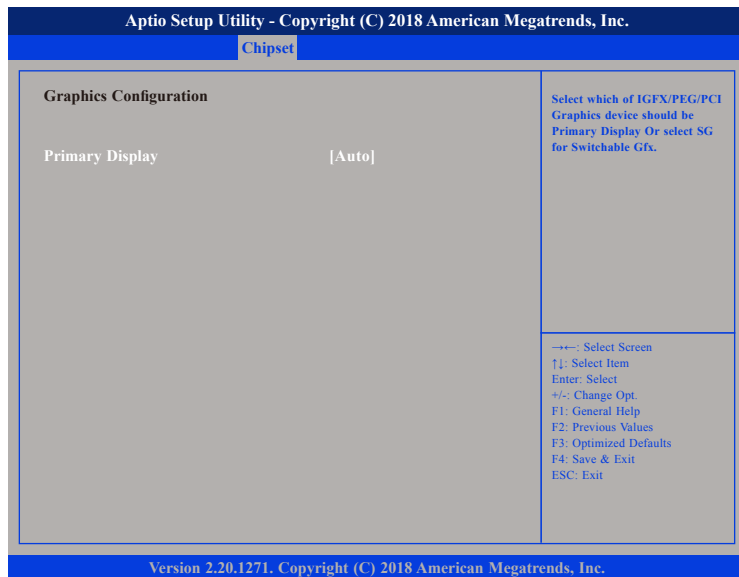 Aptio Setup Utility - Copyright (C) 2018 American Megatrends, Inc.
Chipset
Graphics Configuration
Primary Display [Auto]
Select which of IGFX/PEG/PCI
Graphics device should be
Primary Display Or select SG
for Switchable Gfx.
→←: Select Screen
↑↓: Select Item
Enter: Select
+/-: Change Opt.
F1: General Help
F2: Previous Values
F3: Optimized Defaults
F4: Save & Exit
ESC: Exit
Version 2.20.1271. Copyright (C) 2018 American Megatrends, Inc.